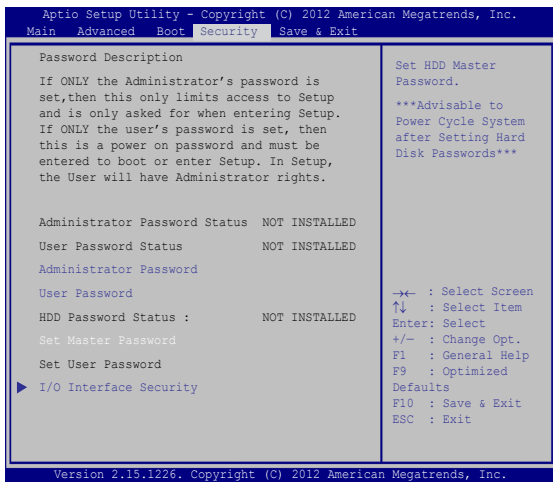 Aptio Setup Utility - Copyright (C) 2012 American Megatrends, Inc.
Main Advanced Boot Security Save & Exit
Password Description
If ONLY the Administrator's password is
set,then this only limits access to Setup
and is only asked for when entering Setup.
If ONLY the user's password is set, then
this is a power on password and must be
entered to boot or enter Setup. In Setup,
the User will have Administrator rights.
Administrator Password Status NOT INSTALLED
User Password Status NOT INSTALLED
Administrator Password
User Password
HDD Password Status : NOT INSTALLED
Set Master Password
Set User Password
I/O Interface Security
Set HDD Master
Password.
***Advisable to
Power Cycle System
after Setting Hard
Disk Passwords***
→← : Select Screen
↑↓ : Select Item
Enter: Select
+/— : Change Opt.
F1 : General Help
F9 : Optimized
Defaults
F10 : Save & Exit
ESC : Exit
Version 2.15.1226. Copyright (C) 2012 American Megatrends, Inc.